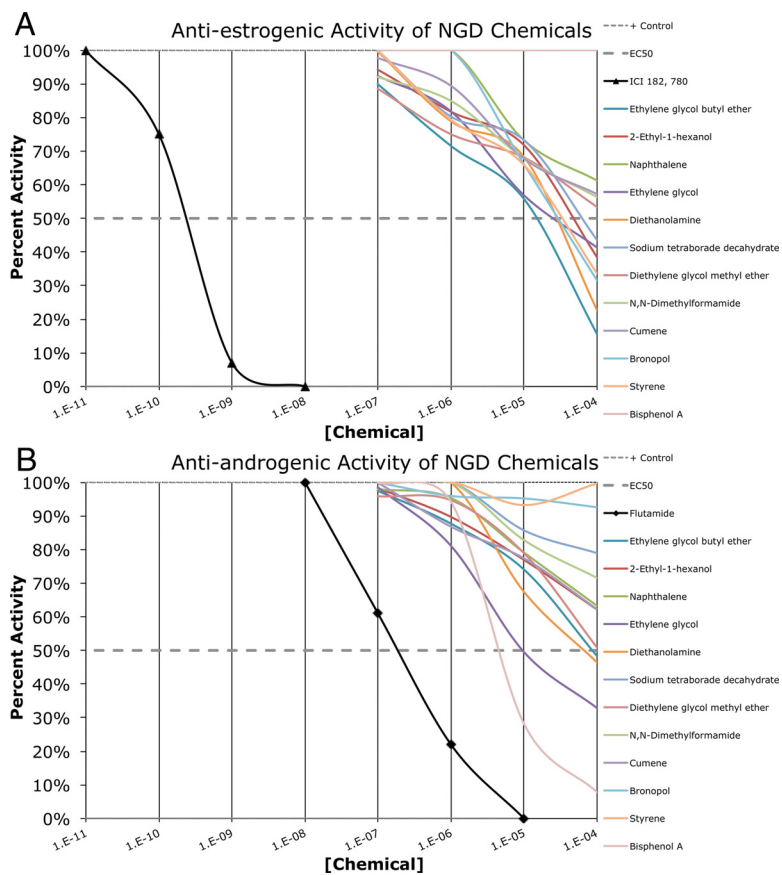 A
Anti-estrogenic Activity of NGD Chemicals
Percent Activity
100%
90%
80%
70%
60%
50%
40%
30%
20%
10%
0%
1.E-11
1.E-10
1.E-09
1.E-08
1.E-07
1.E-06
1.E-05
1.E-04
[Chemical]
+ Control
EC50
ICI 182, 780
Ethylene glycol butyl ether
2-Ethyl-1-hexanol
Naphthalene
Ethylene glycol
Diethanolamine
Sodium tetraborade decahydrate
Diethylene glycol methyl ether
N,N-Dimethylformamide
Cumene
Bronopol
Styrene
Bisphenol A
B
Anti-androgenic Activity of NGD Chemicals
Percent Activity
100%
90%
80%
70%
60%
50%
40%
30%
20%
10%
0%
1.E-11
1.E-10
1.E-09
1.E-08
1.E-07
1.E-06
1.E-05
1.E-04
[Chemical]
+ Control
EC50
Flutamide
Ethylene glycol butyl ether
2-Ethyl-1-hexanol
Naphthalene
Ethylene glycol
Diethanolamine
Sodium tetraborade decahydrate
Diethylene glycol methyl ether
N,N-Dimethylformamide
Cumene
Bronopol
Styrene
Bisphenol A